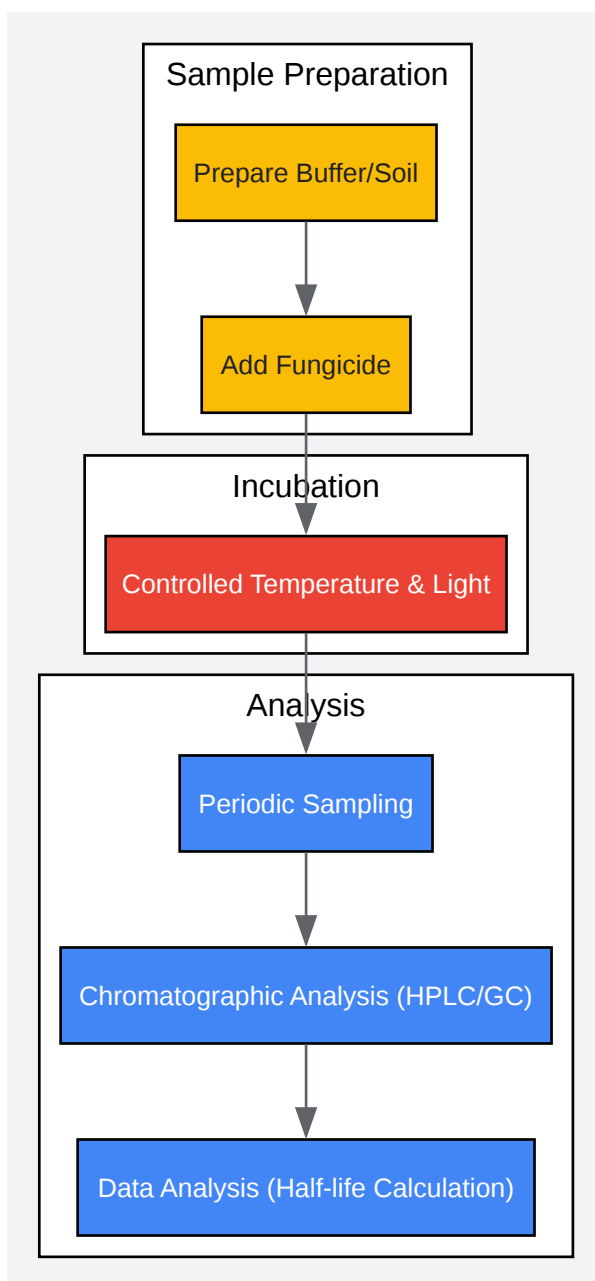 Sample Preparation
Prepare Buffer/Soil
Add Fungicide
Incubation
Controlled Temperature & Light
Analysis
Periodic Sampling
Chromatographic Analysis (HPLC/GC)
Data Analysis (Half-life Calculation)